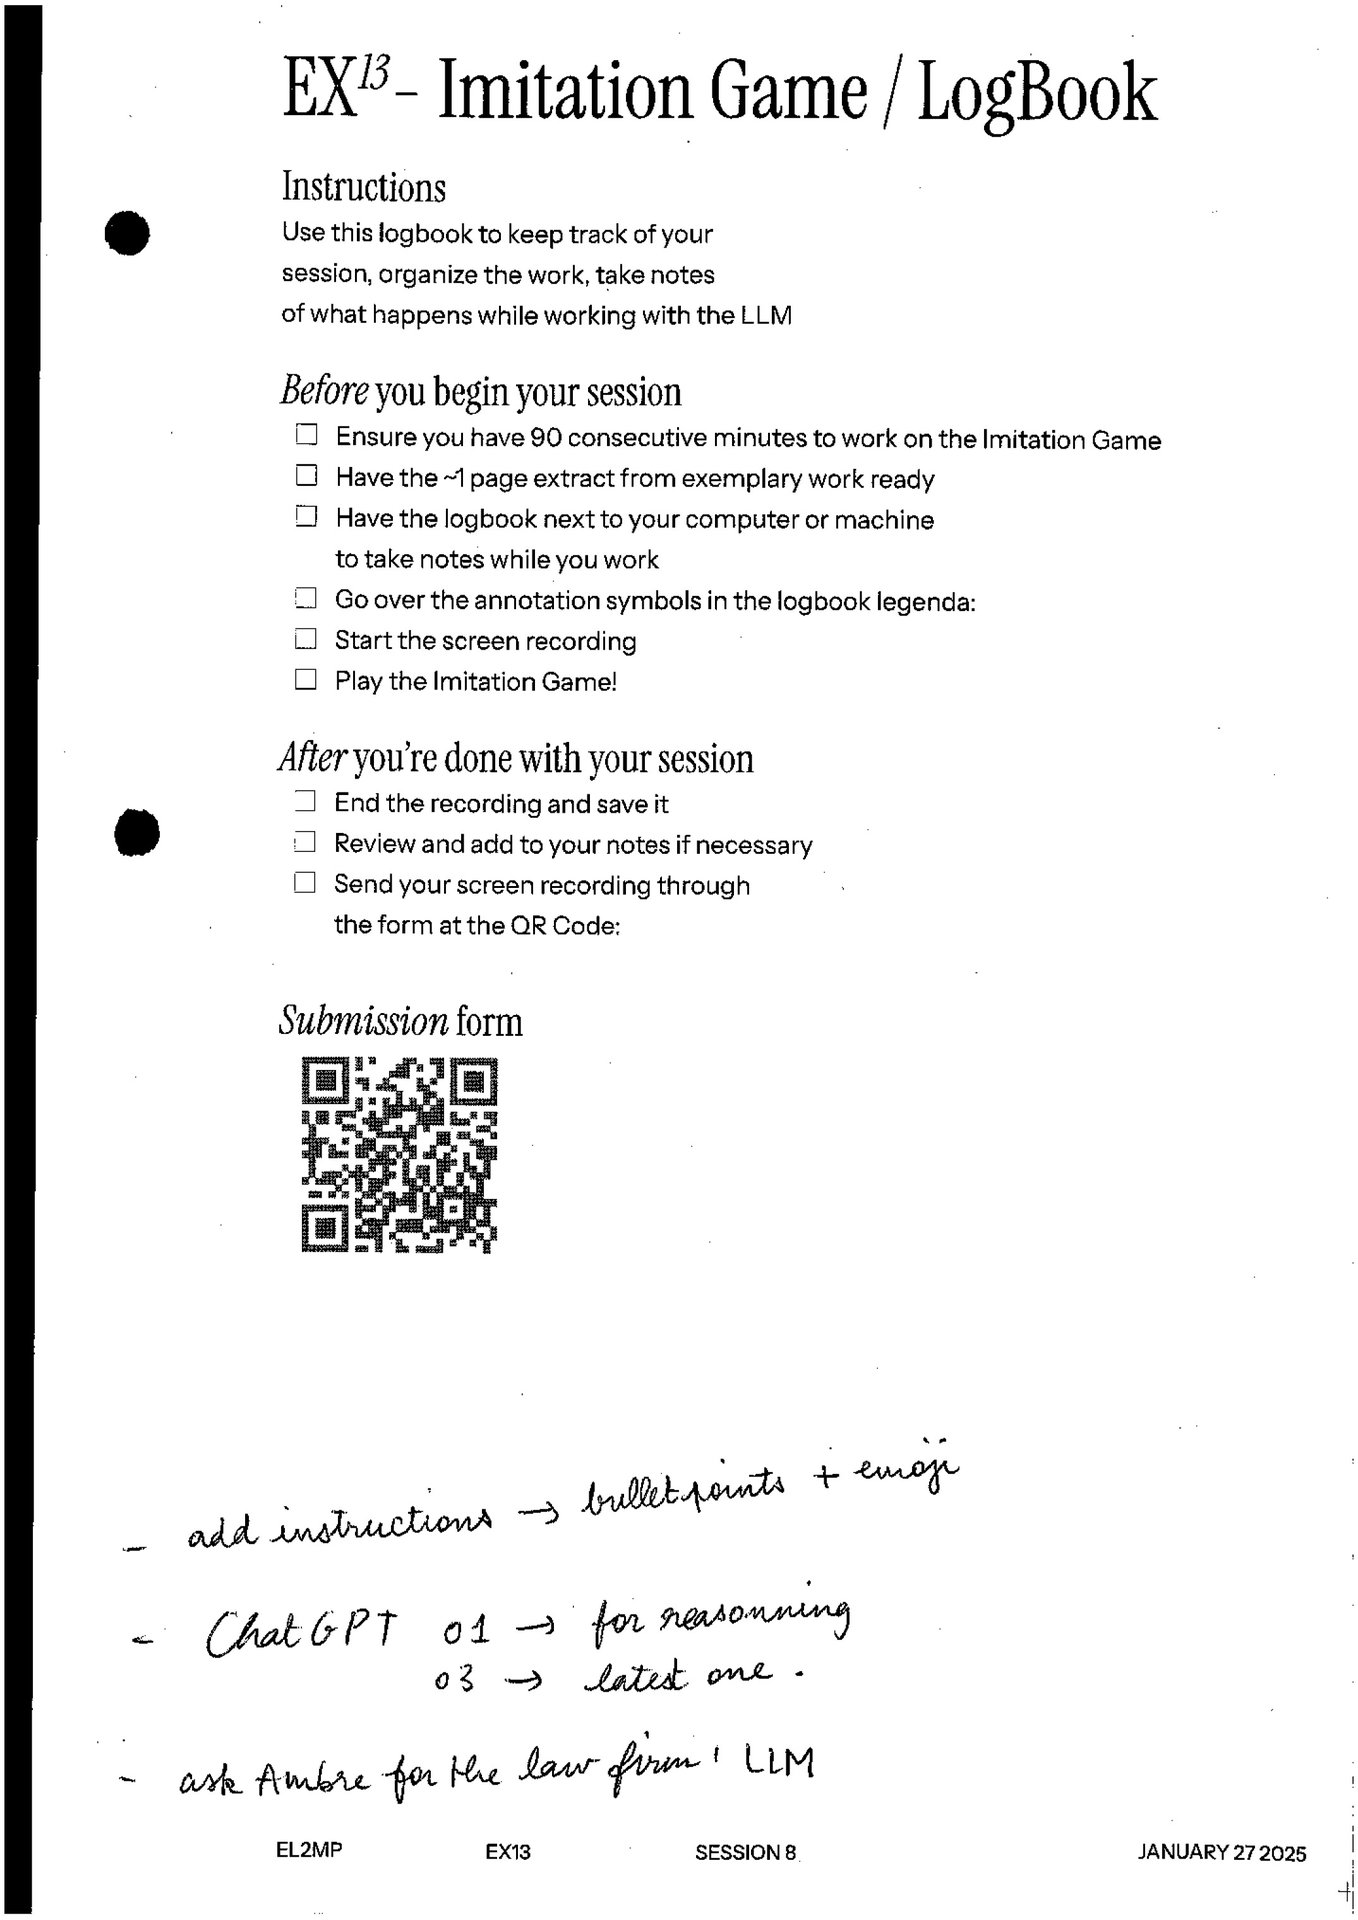 EX13 – Imitation Game / LogBook
Instructions
Use this logbook to keep track of your
session, organize the work, take notes
of what happens while working with the LLM
Before you begin your session
☐ Ensure you have 90 consecutive minutes to work on the Imitation Game
☐ Have the ~1 page extract from exemplary work ready
☐ Have the logbook next to your computer or machine
to take notes while you work
☐ Go over the annotation symbols in the logbook legenda:
☐ Start the screen recording
☐ Play the Imitation Game!
After you're done with your session
☐ End the recording and save it
☐ Review and add to your notes if necessary
☐ Send your screen recording through
the form at the QR Code:
Submission form
– add instructions → bulletpoints + emoji
– ChatGPT o1 → for reasonning
o3 → latest one.
– ask Ambre for the law firm' LLM
EL2MP EX13 SESSION 8 JANUARY 27 2025